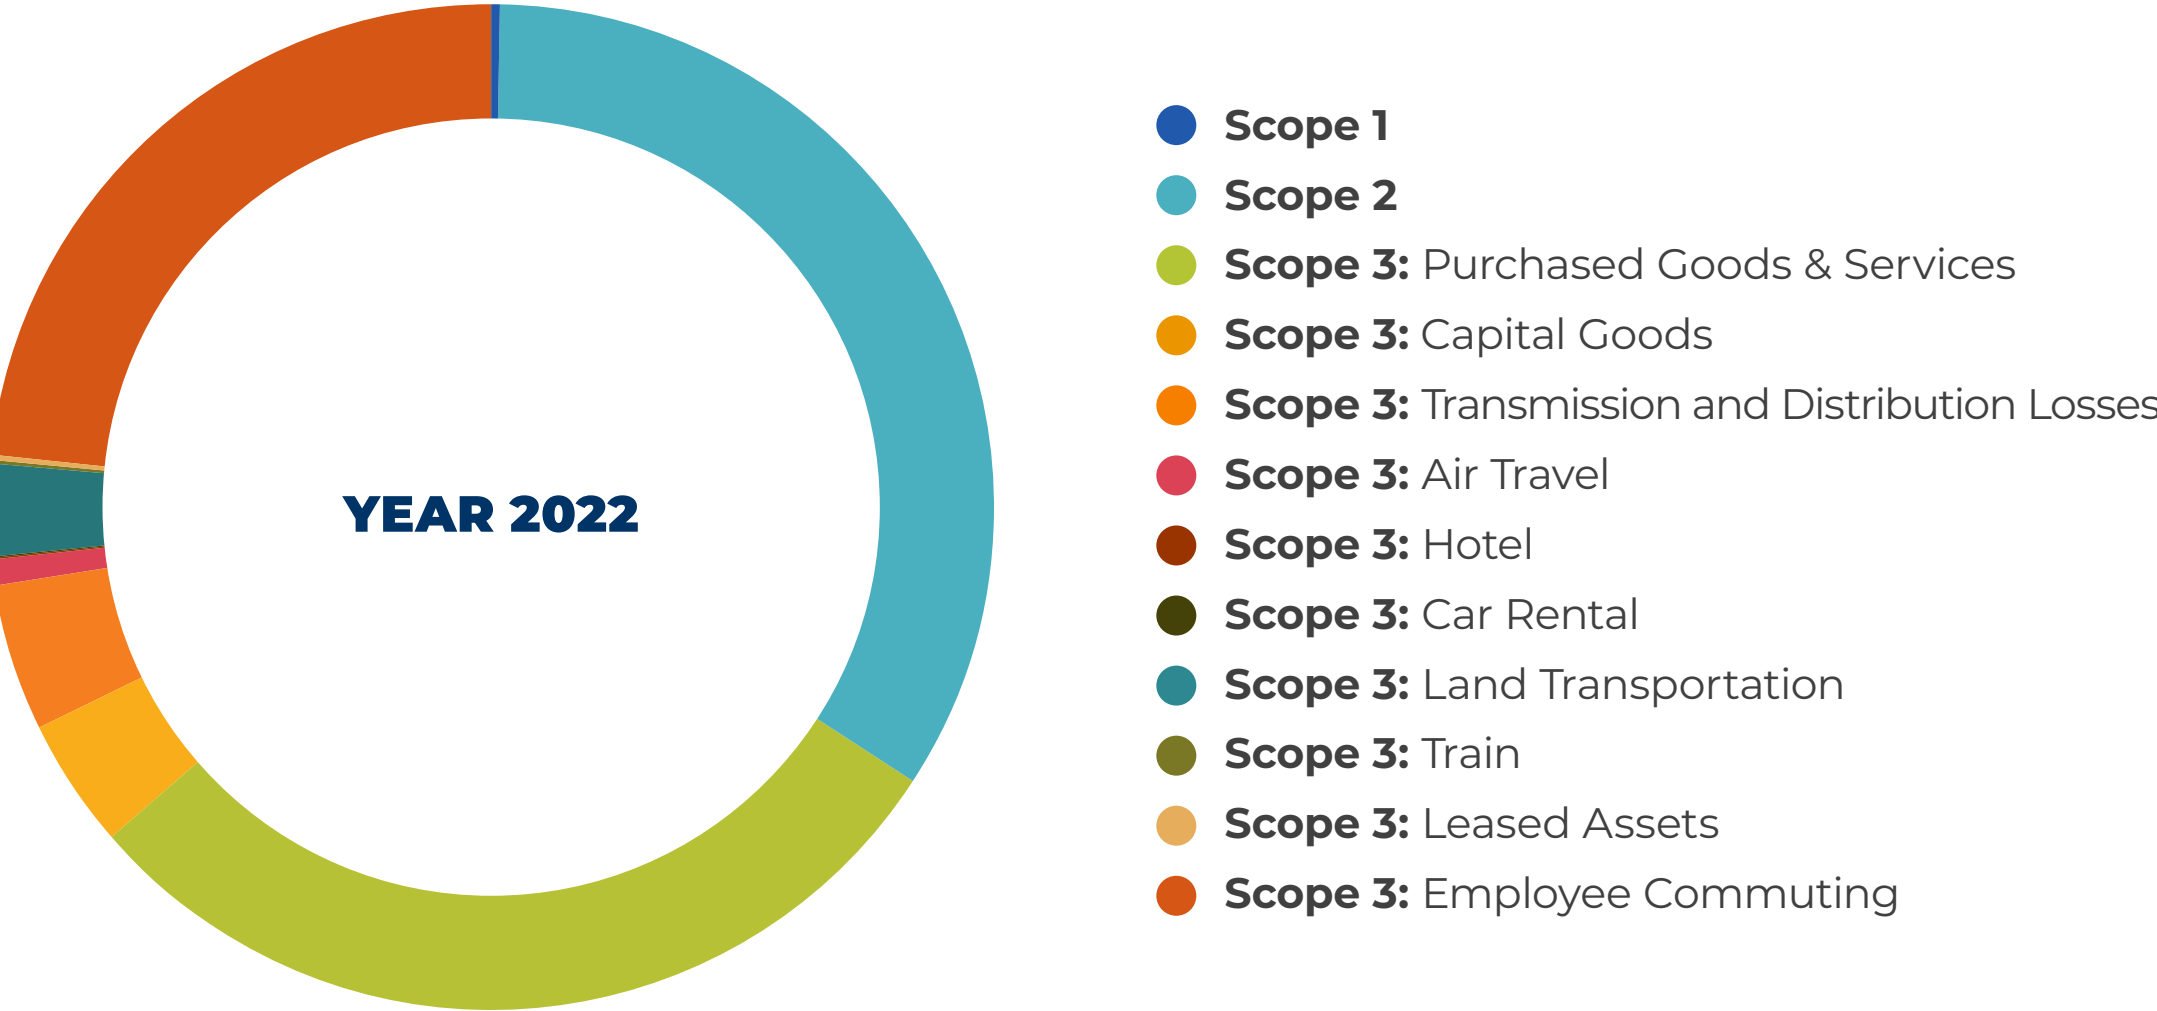 YEAR 2022
Scope 1
Scope 2
Scope 3: Purchased Goods & Services
Scope 3: Capital Goods
Scope 3: Transmission and Distribution Losses
Scope 3: Air Travel
Scope 3: Hotel
Scope 3: Car Rental
Scope 3: Land Transportation
Scope 3: Train
Scope 3: Leased Assets
Scope 3: Employee Commuting